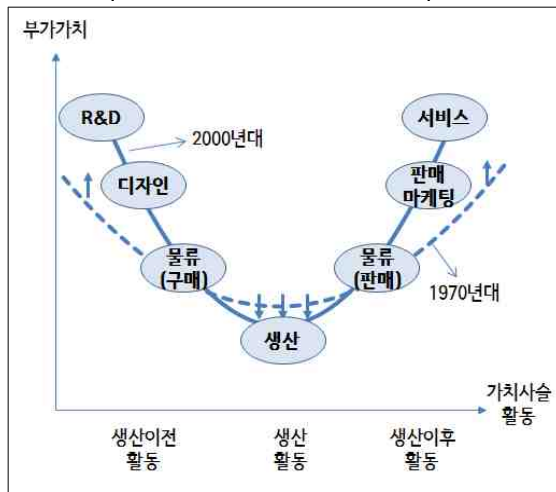 부가가치
R&D
서비스
2000년대
디자인
판매
마케팅
물류
(구매)
물류
(판매)
1970년대
생산
가치사슬
활동
생산이전
활동
생산
활동
생산이후
활동